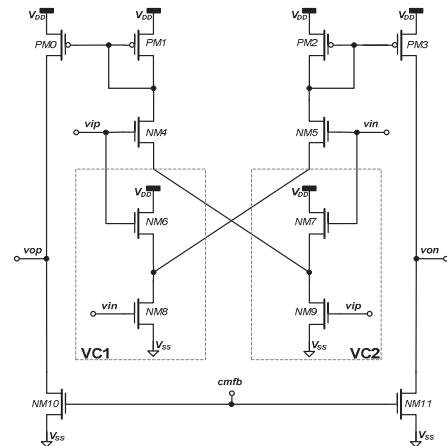 VDD VDD VDD VDD
PM0 PM1 PM2 PM3
vip NM4 NM5 vin
VDD VDD
NM6 NM7
vop von
vin NM8 NM9 vip
VSS VSS
VC1 VC2
cmfb
NM10 NM11
VSS VSS